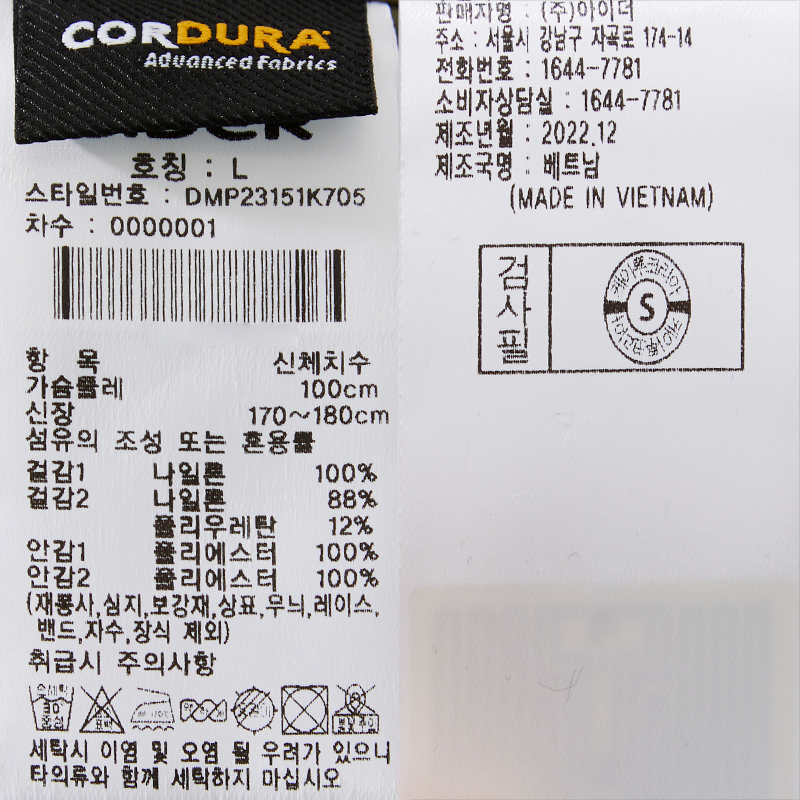 CORDURA
Advanced Fabrics
호칭 : L
스타일번호 : DMP23151K705
차수 : 0000001
항 목 신체치수
가슴둘레 100cm
신장 170~180cm
섬유의 조성 또는 혼용률
겉감1 나일론 100%
겉감2 나일론 88%
폴리우레탄 12%
안감1 폴리에스터 100%
안감2 폴리에스터 100%
(재봉사,심지,보강재,상표,무늬,레이스,
밴드,자수,장식 제외)
취급시 주의사항
손세탁
30°
중성
표백
세탁시 이염 및 오염 될 우려가 있으니
타의류와 함께 세탁하지 마십시오
판매자명 : (주)아이더
주소 : 서울시 강남구 자곡로 174-14
전화번호 : 1644-7781
소비자상담실 : 1644-7781
제조년월 : 2022.12
제조국명 : 베트남
(MADE IN VIETNAM)
검사필
S